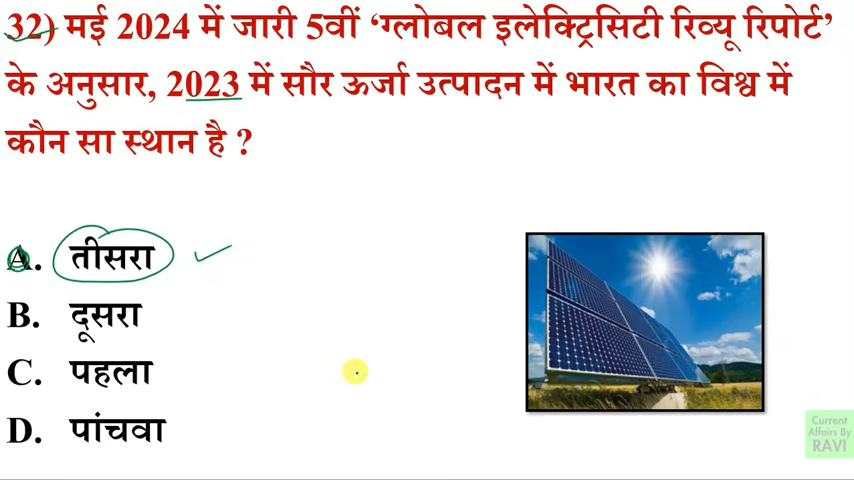 32) मई 2024 में जारी 5वीं ‘ग्लोबल इलेक्ट्रिसिटी रिव्यू रिपोर्ट’
के अनुसार, 2023 में सौर ऊर्जा उत्पादन में भारत का विश्व में
कौन सा स्थान है ?
A. तीसरा
B. दूसरा
C. पहला
D. पांचवा
Current
Affairs By
RAVI